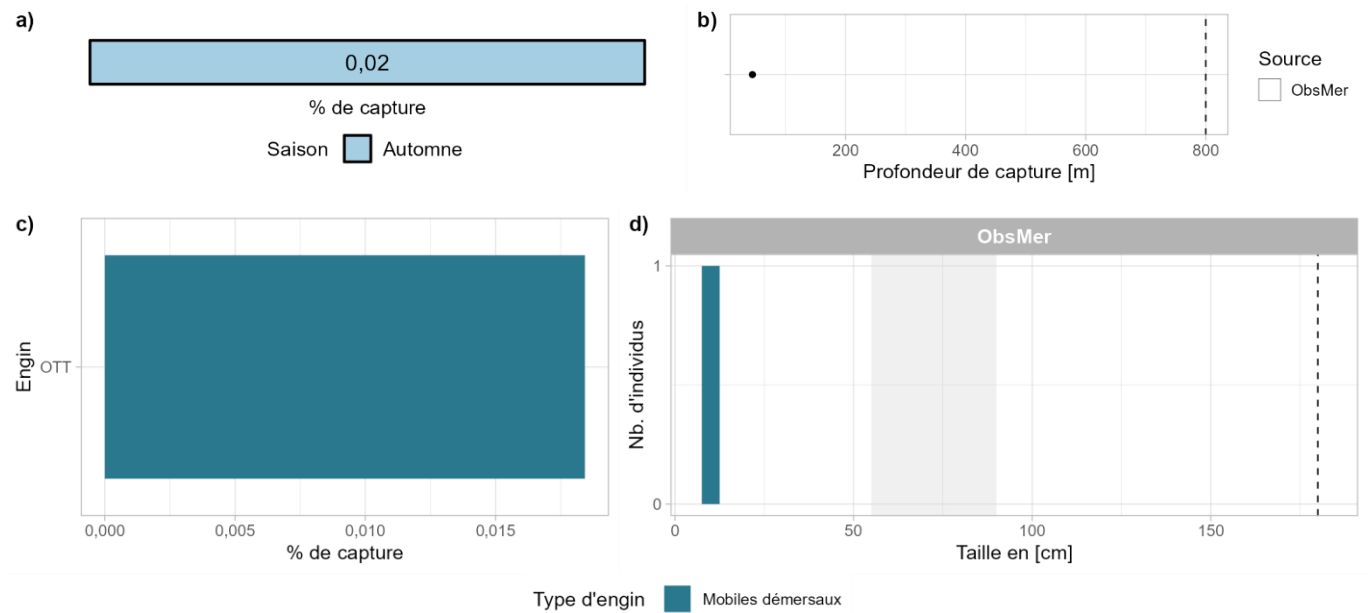 a)
0,02
% de capture
Saison Automne
b)
200 400 600 800
Profondeur de capture [m]
Source
ObsMer
c)
Engin
OTT
0,000 0,005 0,010 0,015
% de capture
d)
ObsMer
Nb. d'individus
1
0
0 50 100 150
Taille en [cm]
Type d'engin Mobiles démersaux